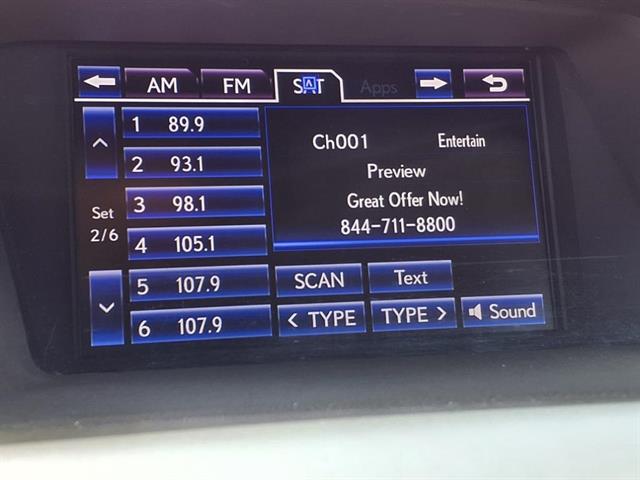 AM FM SAT Apps
1 89.9
2 93.1
3 98.1
4 105.1
5 107.9
6 107.9
Set
2/6
Ch001 Entertain
Preview
Great Offer Now!
844-711-8800
SCAN Text
< TYPE TYPE > Sound